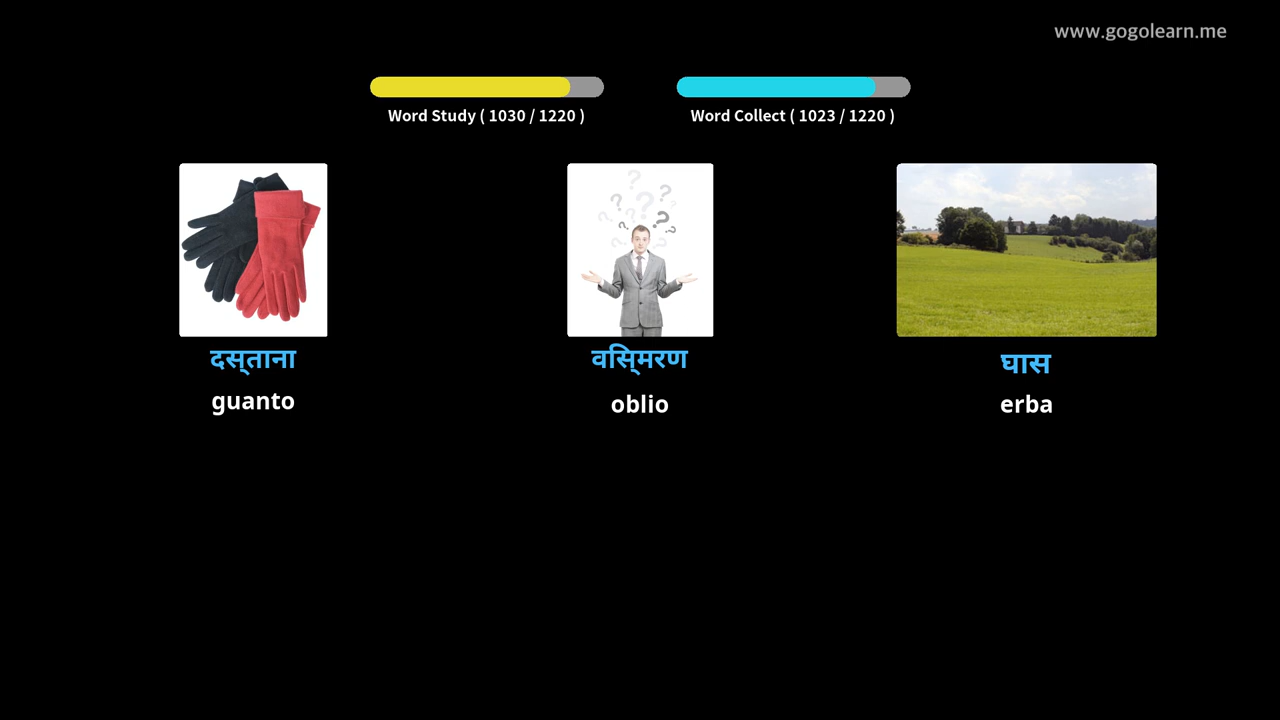 www.gogolearn.me
Word Study ( 1030 / 1220 )
Word Collect ( 1023 / 1220 )
दस्ताना
विस्मरण
घास
guanto
oblio
erba